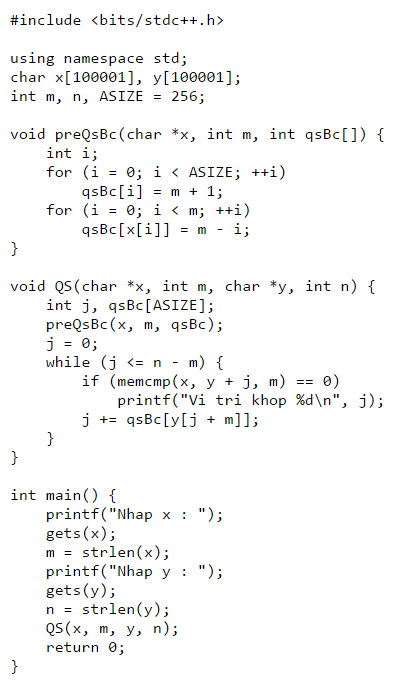 #include <bits/stdc++.h>

using namespace std;
char x[100001], y[100001];
int m, n, ASIZE = 256;

void preQsBc(char *x, int m, int qsBc[]) {
    int i;
    for (i = 0; i < ASIZE; ++i)
        qsBc[i] = m + 1;
    for (i = 0; i < m; ++i)
        qsBc[x[i]] = m - i;
}

void QS(char *x, int m, char *y, int n) {
    int j, qsBc[ASIZE];
    preQsBc(x, m, qsBc);
    j = 0;
    while (j <= n - m) {
        if (memcmp(x, y + j, m) == 0)
            printf("Vi tri khop %d\n", j);
        j += qsBc[y[j + m]];
    }
}

int main() {
    printf("Nhap x : ");
    gets(x);
    m = strlen(x);
    printf("Nhap y : ");
    gets(y);
    n = strlen(y);
    QS(x, m, y, n);
    return 0;
}